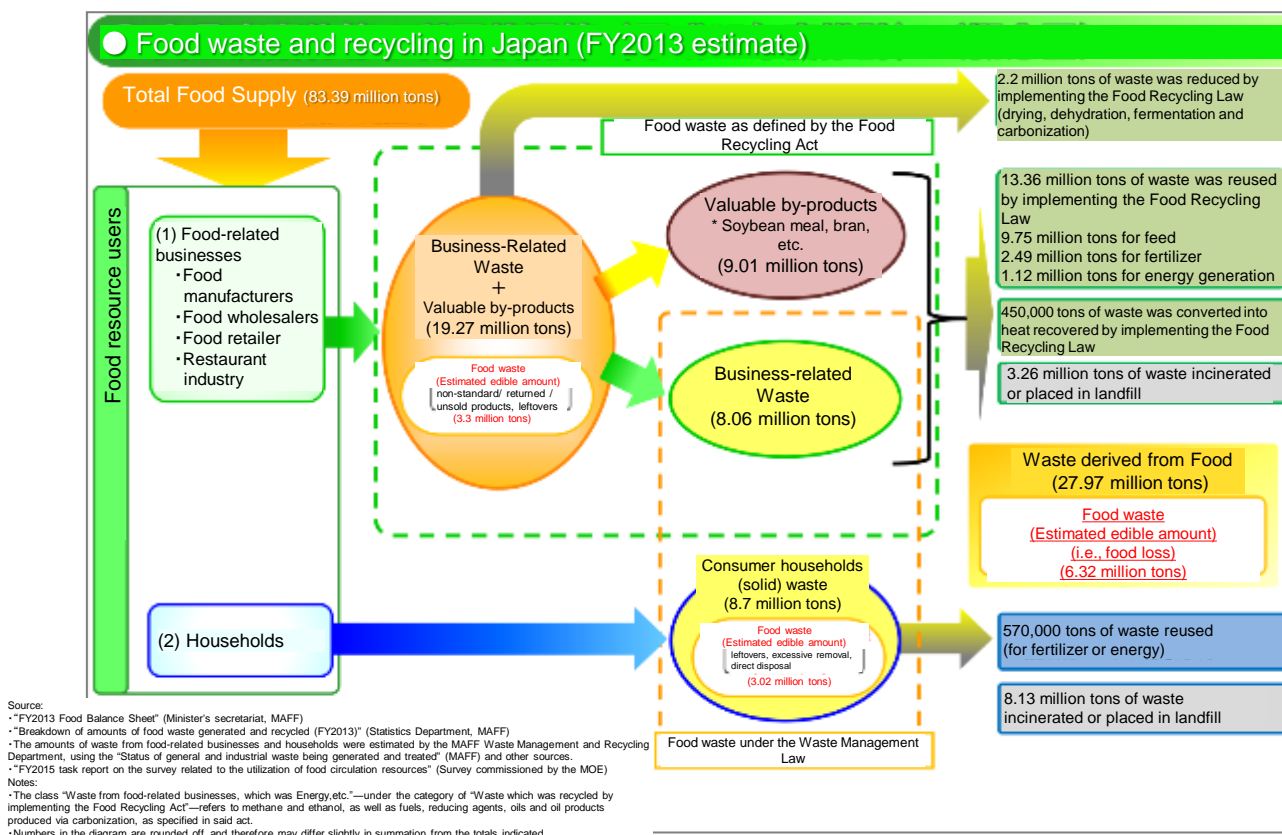 ● Food waste and recycling in Japan (FY2013 estimate)
Total Food Supply (83.39 million tons)
2.2 million tons of waste was reduced by
implementing the Food Recycling Law
(drying, dehydration, fermentation and
carbonization)
Food waste as defined by the Food
Recycling Act
Food resource users
(1) Food-related
businesses
・Food
manufacturers
・Food wholesalers
・Food retailer
・Restaurant
industry
Business-Related
Waste
+
Valuable by-products
(19.27 million tons)
Food waste
(Estimated edible amount)
non-standard/ returned /
unsold products, leftovers
(3.3 million tons)
Valuable by-products
* Soybean meal, bran,
etc.
(9.01 million tons)
Business-related
Waste
(8.06 million tons)
13.36 million tons of waste was reused
by implementing the Food Recycling
Law
9.75 million tons for feed
2.49 million tons for fertilizer
1.12 million tons for energy generation
450,000 tons of waste was converted into
heat recovered by implementing the Food
Recycling Law
3.26 million tons of waste incinerated
or placed in landfill
Waste derived from Food
(27.97 million tons)
Food waste
(Estimated edible amount)
(i.e., food loss)
(6.32 million tons)
(2) Households
Consumer households
(solid) waste
(8.7 million tons)
Food waste
(Estimated edible amount)
leftovers, excessive removal,
direct disposal
(3.02 million tons)
570,000 tons of waste reused
(for fertilizer or energy)
8.13 million tons of waste
incinerated or placed in landfill
Food waste under the Waste Management
Law
Source:
・"FY2013 Food Balance Sheet" (Minister's secretariat, MAFF)
・"Breakdown of amounts of food waste generated and recycled (FY2013)" (Statistics Department, MAFF)
・The amounts of waste from food-related businesses and households were estimated by the MAFF Waste Management and Recycling
Department, using the "Status of general and industrial waste being generated and treated" (MAFF) and other sources.
・"FY2015 task report on the survey related to the utilization of food circulation resources" (Survey commissioned by the MOE)
Notes:
・The class "Waste from food-related businesses, which was Energy,etc."—under the category of "Waste which was recycled by
implementing the Food Recycling Act"—refers to methane and ethanol, as well as fuels, reducing agents, oils and oil products
produced via carbonization, as specified in said act.
・Numbers in the diagram are rounded off, and therefore may differ slightly in summation from the totals indicated.